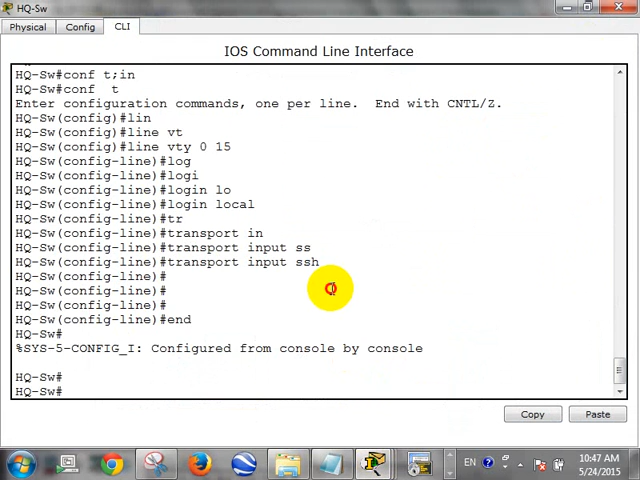 HQ-Sw
Physical Config CLI
IOS Command Line Interface
HQ-Sw#conf t;in
HQ-Sw#conf  t
Enter configuration commands, one per line.  End with CNTL/Z.
HQ-Sw(config)#lin
HQ-Sw(config)#line vt
HQ-Sw(config)#line vty 0 15
HQ-Sw(config-line)#log
HQ-Sw(config-line)#logi
HQ-Sw(config-line)#login lo
HQ-Sw(config-line)#login local
HQ-Sw(config-line)#tr
HQ-Sw(config-line)#transport in
HQ-Sw(config-line)#transport input ss
HQ-Sw(config-line)#transport input ssh
HQ-Sw(config-line)#
HQ-Sw(config-line)#
HQ-Sw(config-line)#
HQ-Sw(config-line)#end
HQ-Sw#
%SYS-5-CONFIG_I: Configured from console by console
HQ-Sw#
HQ-Sw#
Copy Paste
EN 10:47 AM
5/24/2015